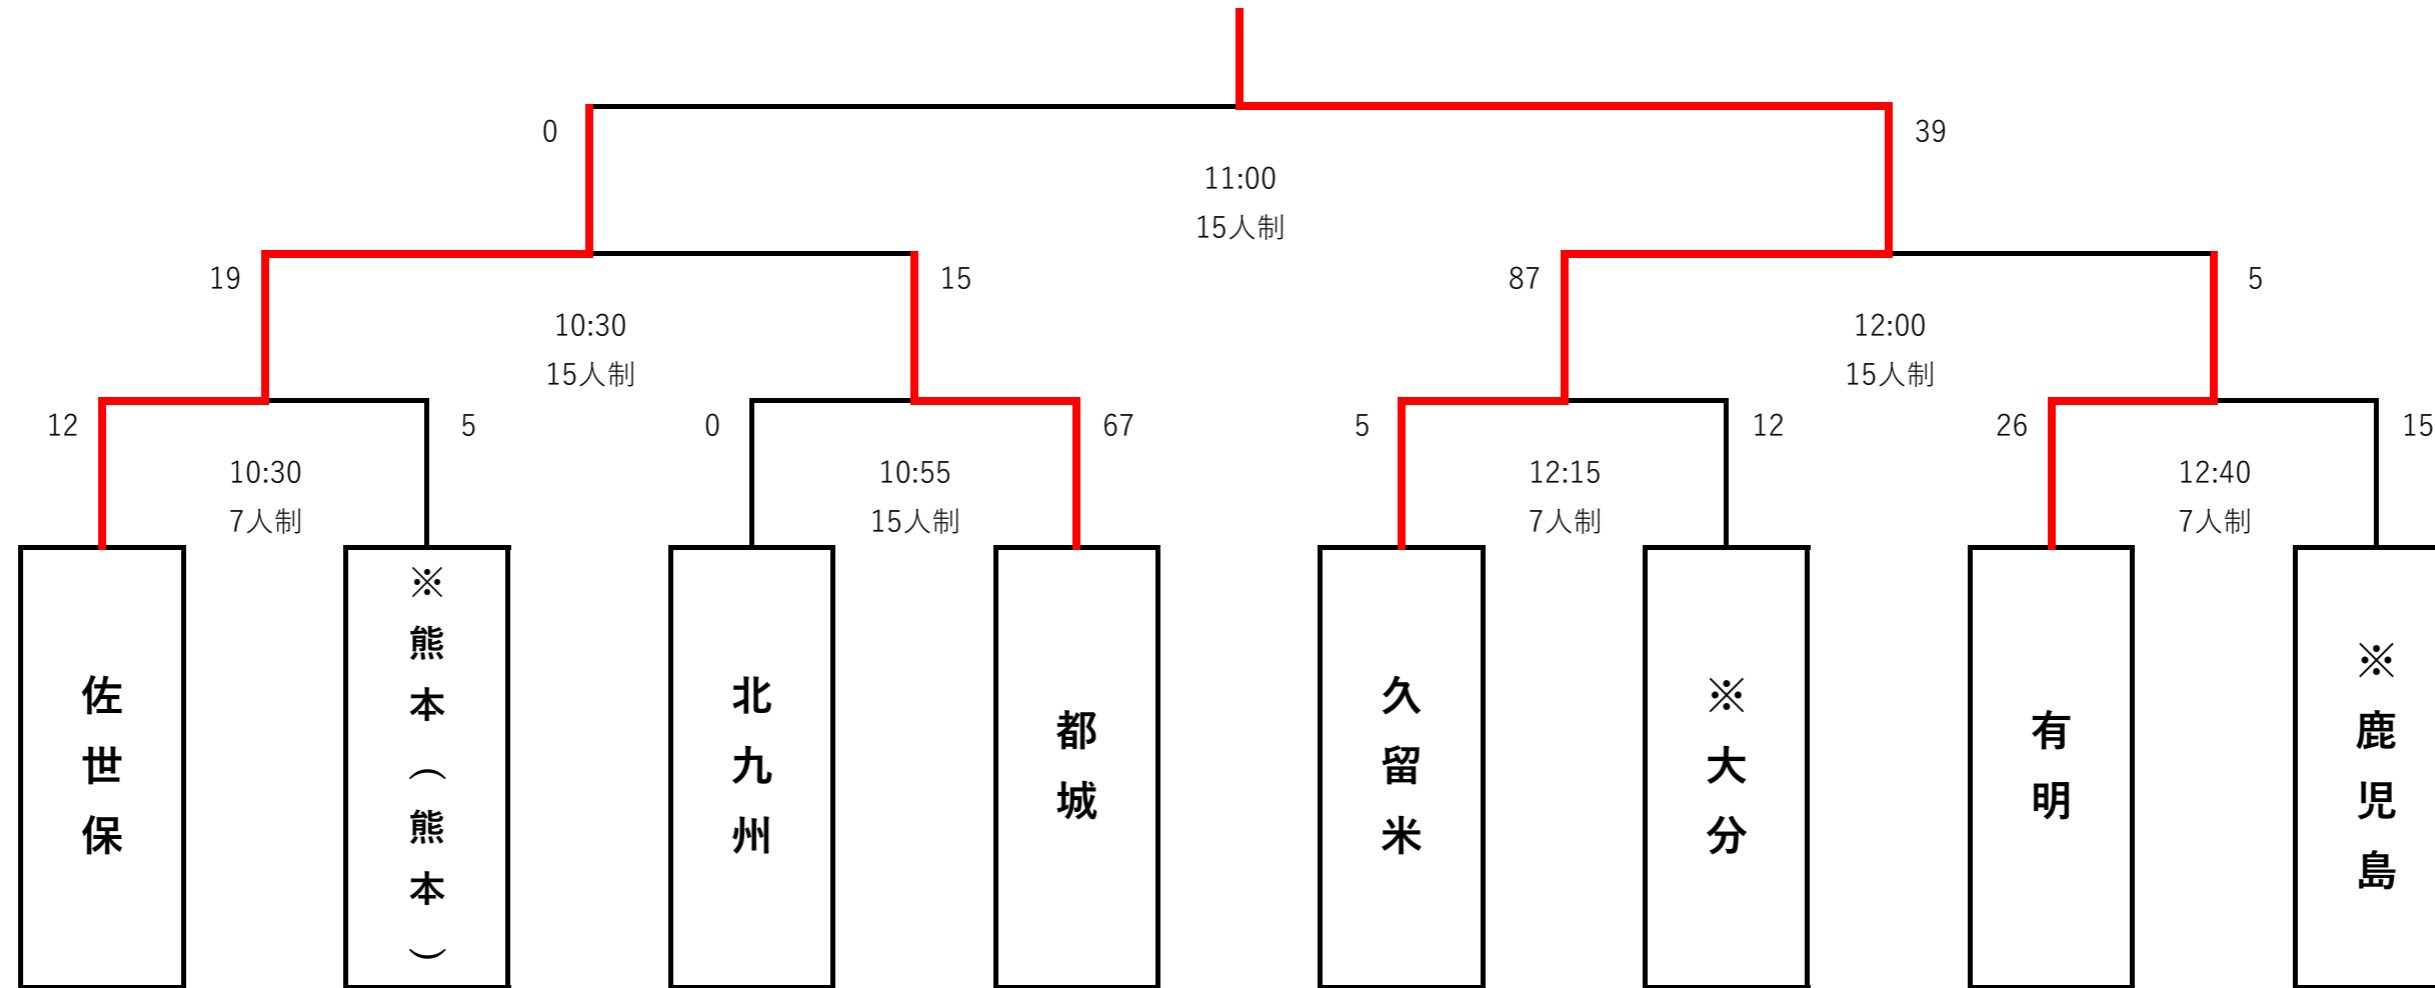 0
39
11:00
15人制
19
15
87
5
10:30
15人制
12:00
15人制
12
5
0
67
5
12
26
15
10:30
7人制
10:55
15人制
12:15
7人制
12:40
7人制
佐世保
※熊本（熊本）
北九州
都城
久留米
※大分
有明
※鹿児島